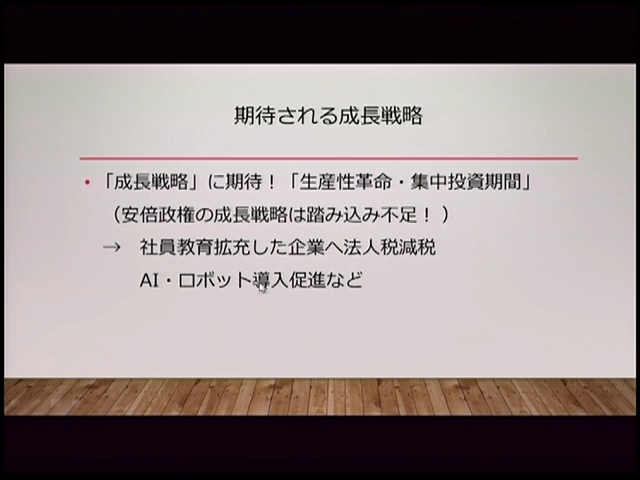 期待される成長戦略
・「成長戦略」に期待！「生産性革命・集中投資期間」
（安倍政権の成長戦略は踏み込み不足！）
→ 社員教育拡充した企業へ法人税減税
AI・ロボット導入促進など